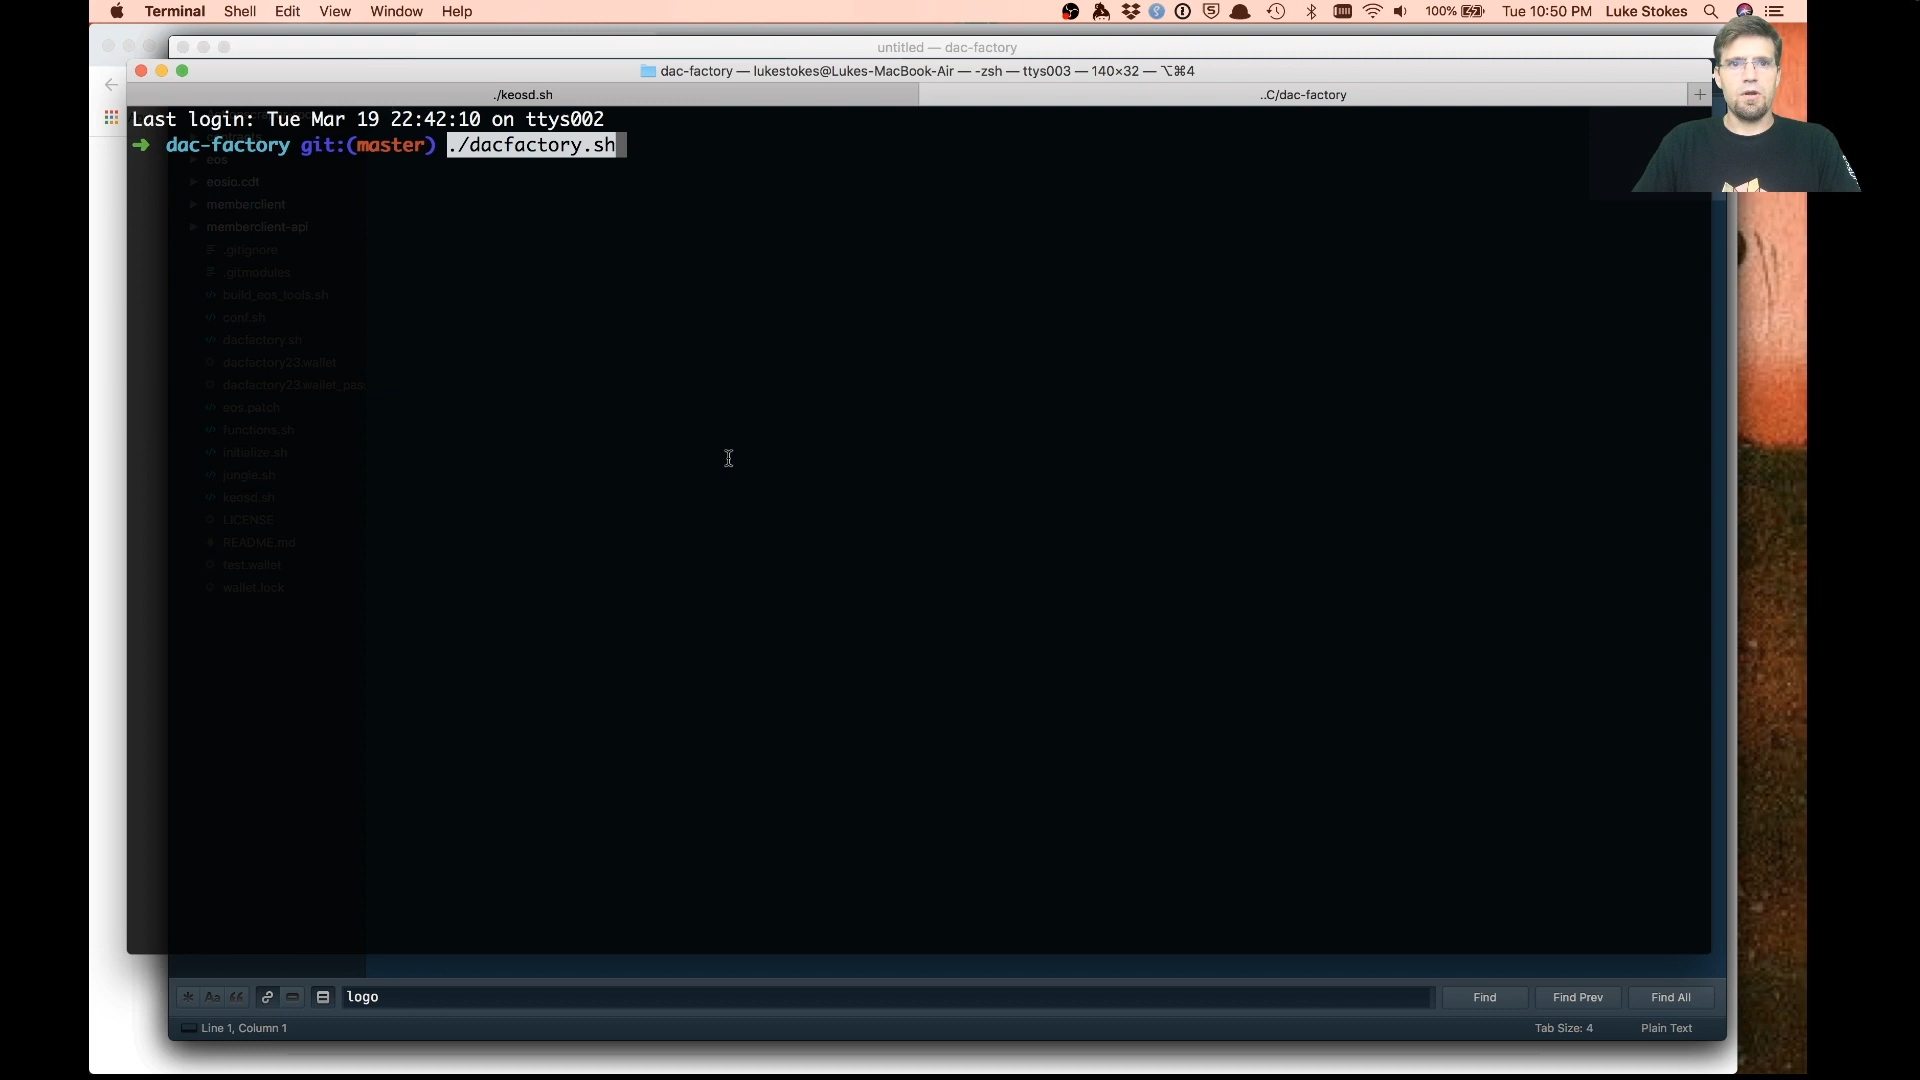 Terminal Shell Edit View Window Help 100% Tue 10:50 PM Luke Stokes
untitled — dac-factory
dac-factory — lukestokes@Lukes-MacBook-Air — -zsh — ttys003 — 140×32 — ⌥⌘4
./keosd.sh ..C/dac-factory
Last login: Tue Mar 19 22:42:10 on ttys002
➜ dac-factory git:(master) ./dacfactory.sh
eos
eosio.cdt
memberclient
memberclient-api
.gitignore
.gitmodules
build_eos_tools.sh
conf.sh
dacfactory.sh
dacfactory23.wallet
dacfactory23.wallet_pas
eos.patch
functions.sh
initialize.sh
jungle.sh
keosd.sh
LICENSE
README.md
test.wallet
wallet.lock
logo Find Find Prev Find All
Line 1, Column 1 Tab Size: 4 Plain Text